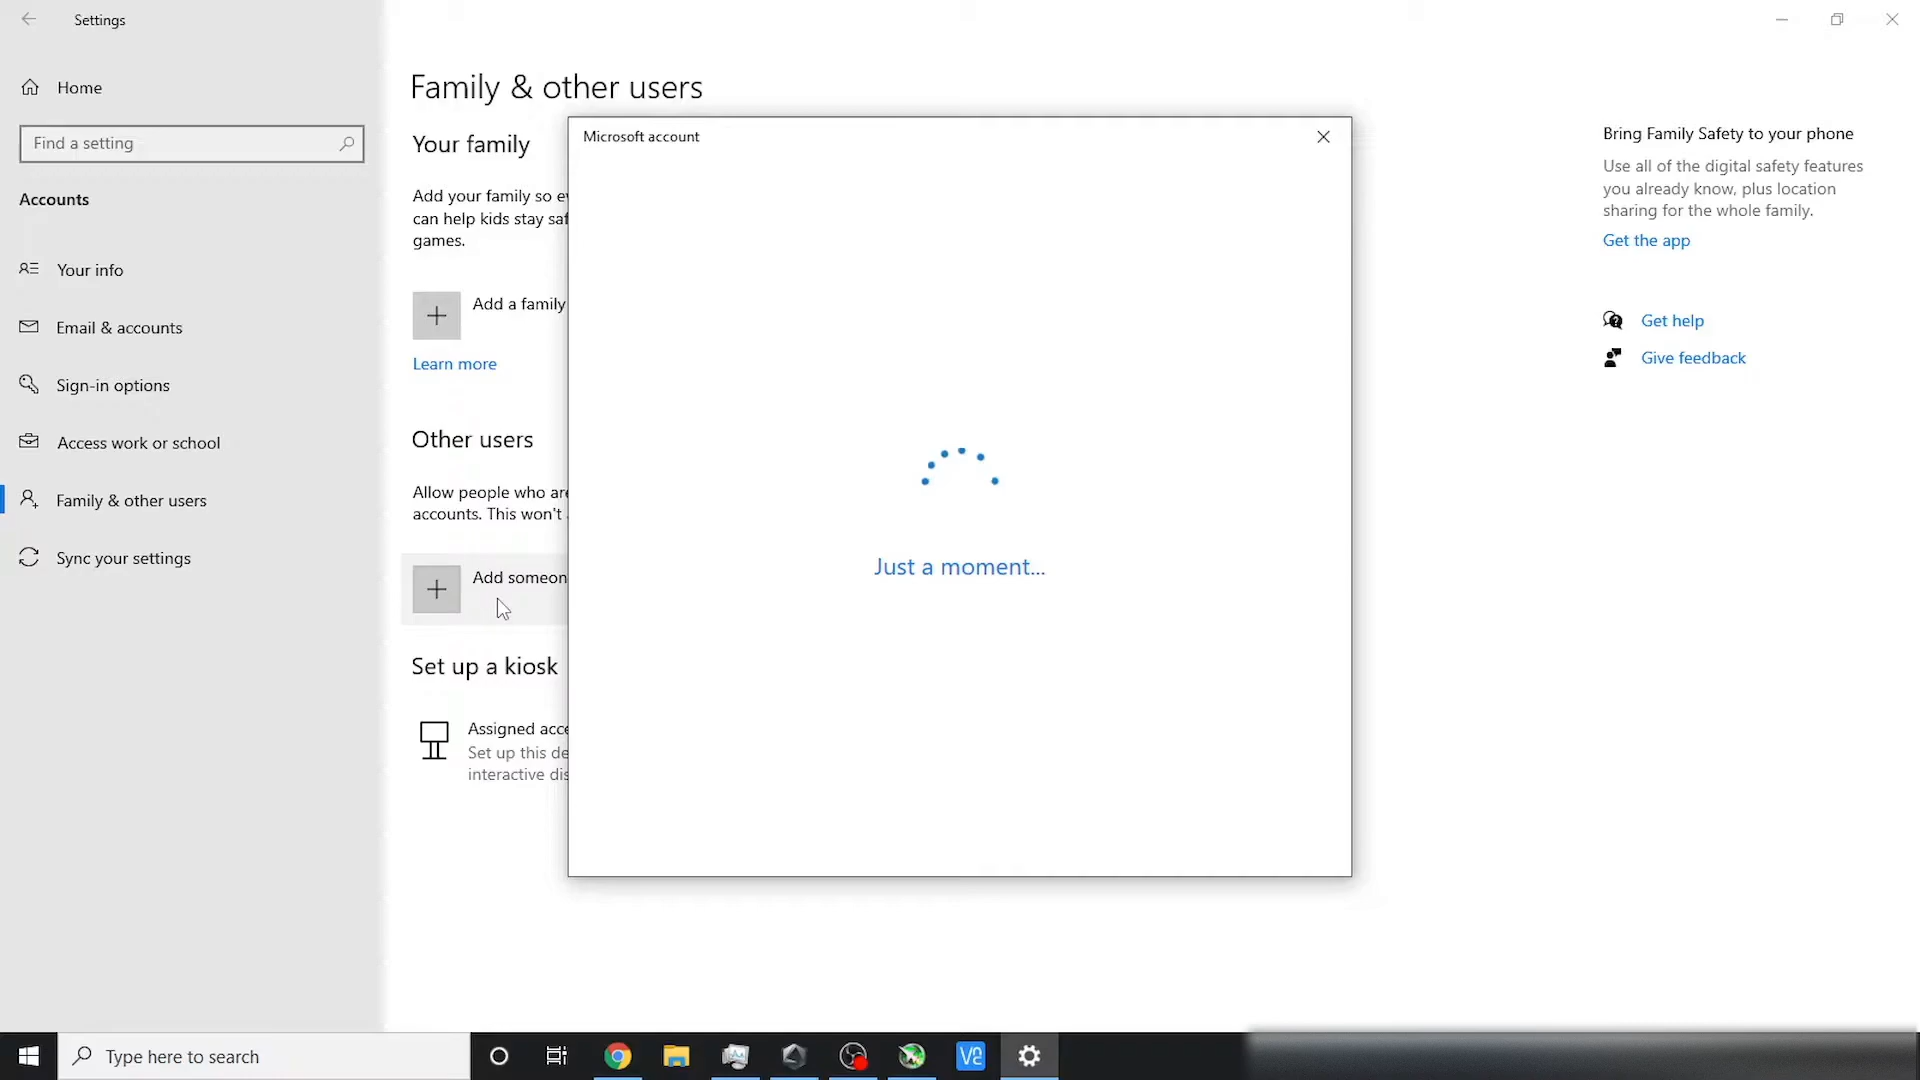 Settings
Home
Find a setting
Accounts
Your info
Email & accounts
Sign-in options
Access work or school
Family & other users
Sync your settings
Family & other users
Your family
Add your family so e
can help kids stay saf
games.
Add a family
Learn more
Other users
Allow people who are
accounts. This won't
Add someon
Set up a kiosk
Assigned acce
Set up this de
interactive dis
Microsoft account
Just a moment...
Bring Family Safety to your phone
Use all of the digital safety features
you already know, plus location
sharing for the whole family.
Get the app
Get help
Give feedback
Type here to search
V2